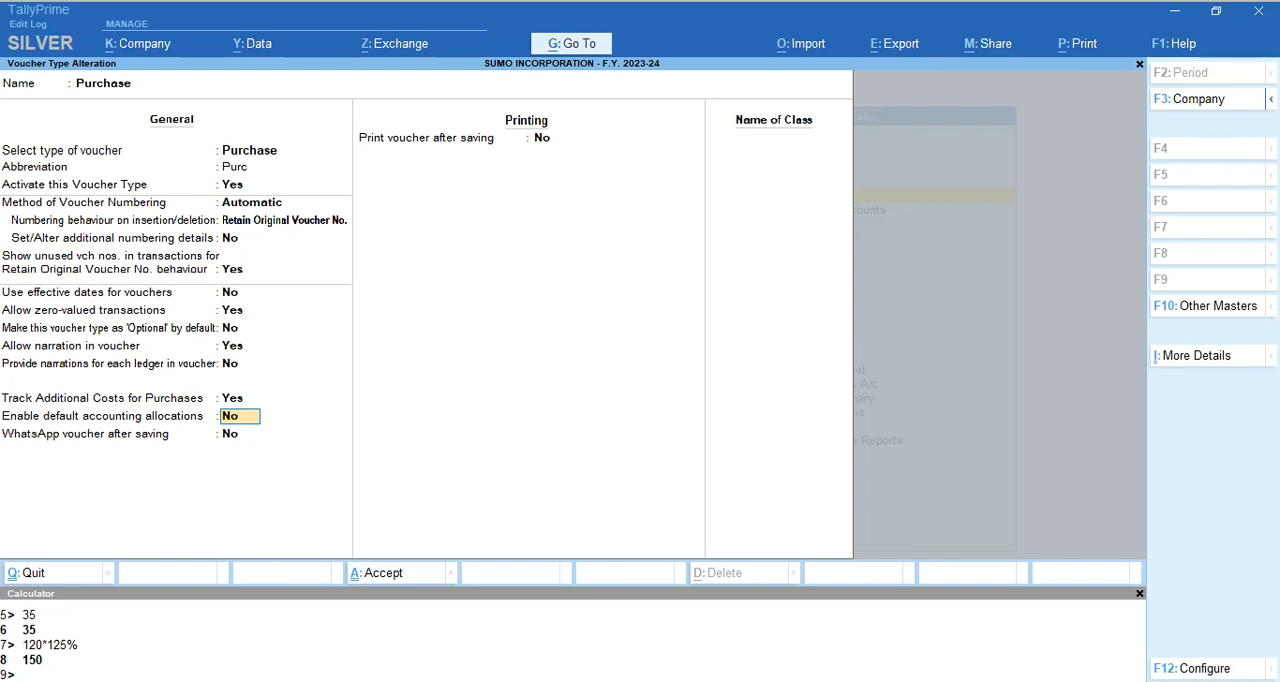 TallyPrime
Edit Log
SILVER
MANAGE
K: Company
Y: Data
Z: Exchange
G: Go To
O: Import
E: Export
M: Share
P: Print
F1: Help
Voucher Type Alteration
SUMO INCORPORATION - F.Y. 2023-24
Name : Purchase
General
Select type of voucher : Purchase
Abbreviation : Purc
Activate this Voucher Type : Yes
Method of Voucher Numbering : Automatic
Numbering behaviour on insertion/deletion: Retain Original Voucher No.
Set/Alter additional numbering details : No
Show unused vch nos. in transactions for
Retain Original Voucher No. behaviour : Yes
Use effective dates for vouchers : No
Allow zero-valued transactions : Yes
Make this voucher type as 'Optional' by default: No
Allow narration in voucher : Yes
Provide narrations for each ledger in voucher: No
Track Additional Costs for Purchases : Yes
Enable default accounting allocations : No
WhatsApp voucher after saving : No
Printing
Print voucher after saving : No
Name of Class
ounts
et
A/c
ary
is
Reports
F2: Period
F3: Company
F4
F5
F6
F7
F8
F9
F10: Other Masters
I: More Details
F12: Configure
Q: Quit
A: Accept
D: Delete
Calculator
5> 35
6 35
7> 120*125%
8 150
9>